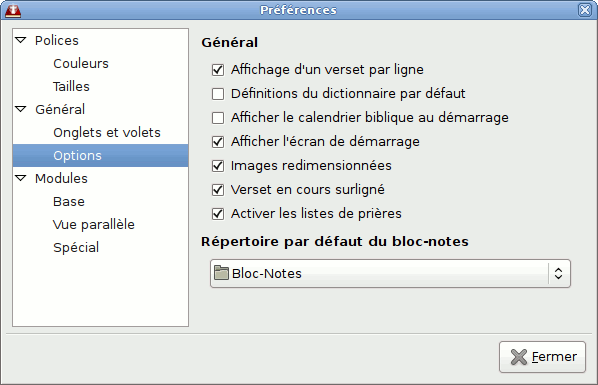 Préférences
Polices
Couleurs
Tailles
Général
Onglets et volets
Options
Modules
Base
Vue parallèle
Spécial
Général
Affichage d'un verset par ligne
Définitions du dictionnaire par défaut
Afficher le calendrier biblique au démarrage
Afficher l'écran de démarrage
Images redimensionnées
Verset en cours surligné
Activer les listes de prières
Répertoire par défaut du bloc-notes
Bloc-Notes
Fermer